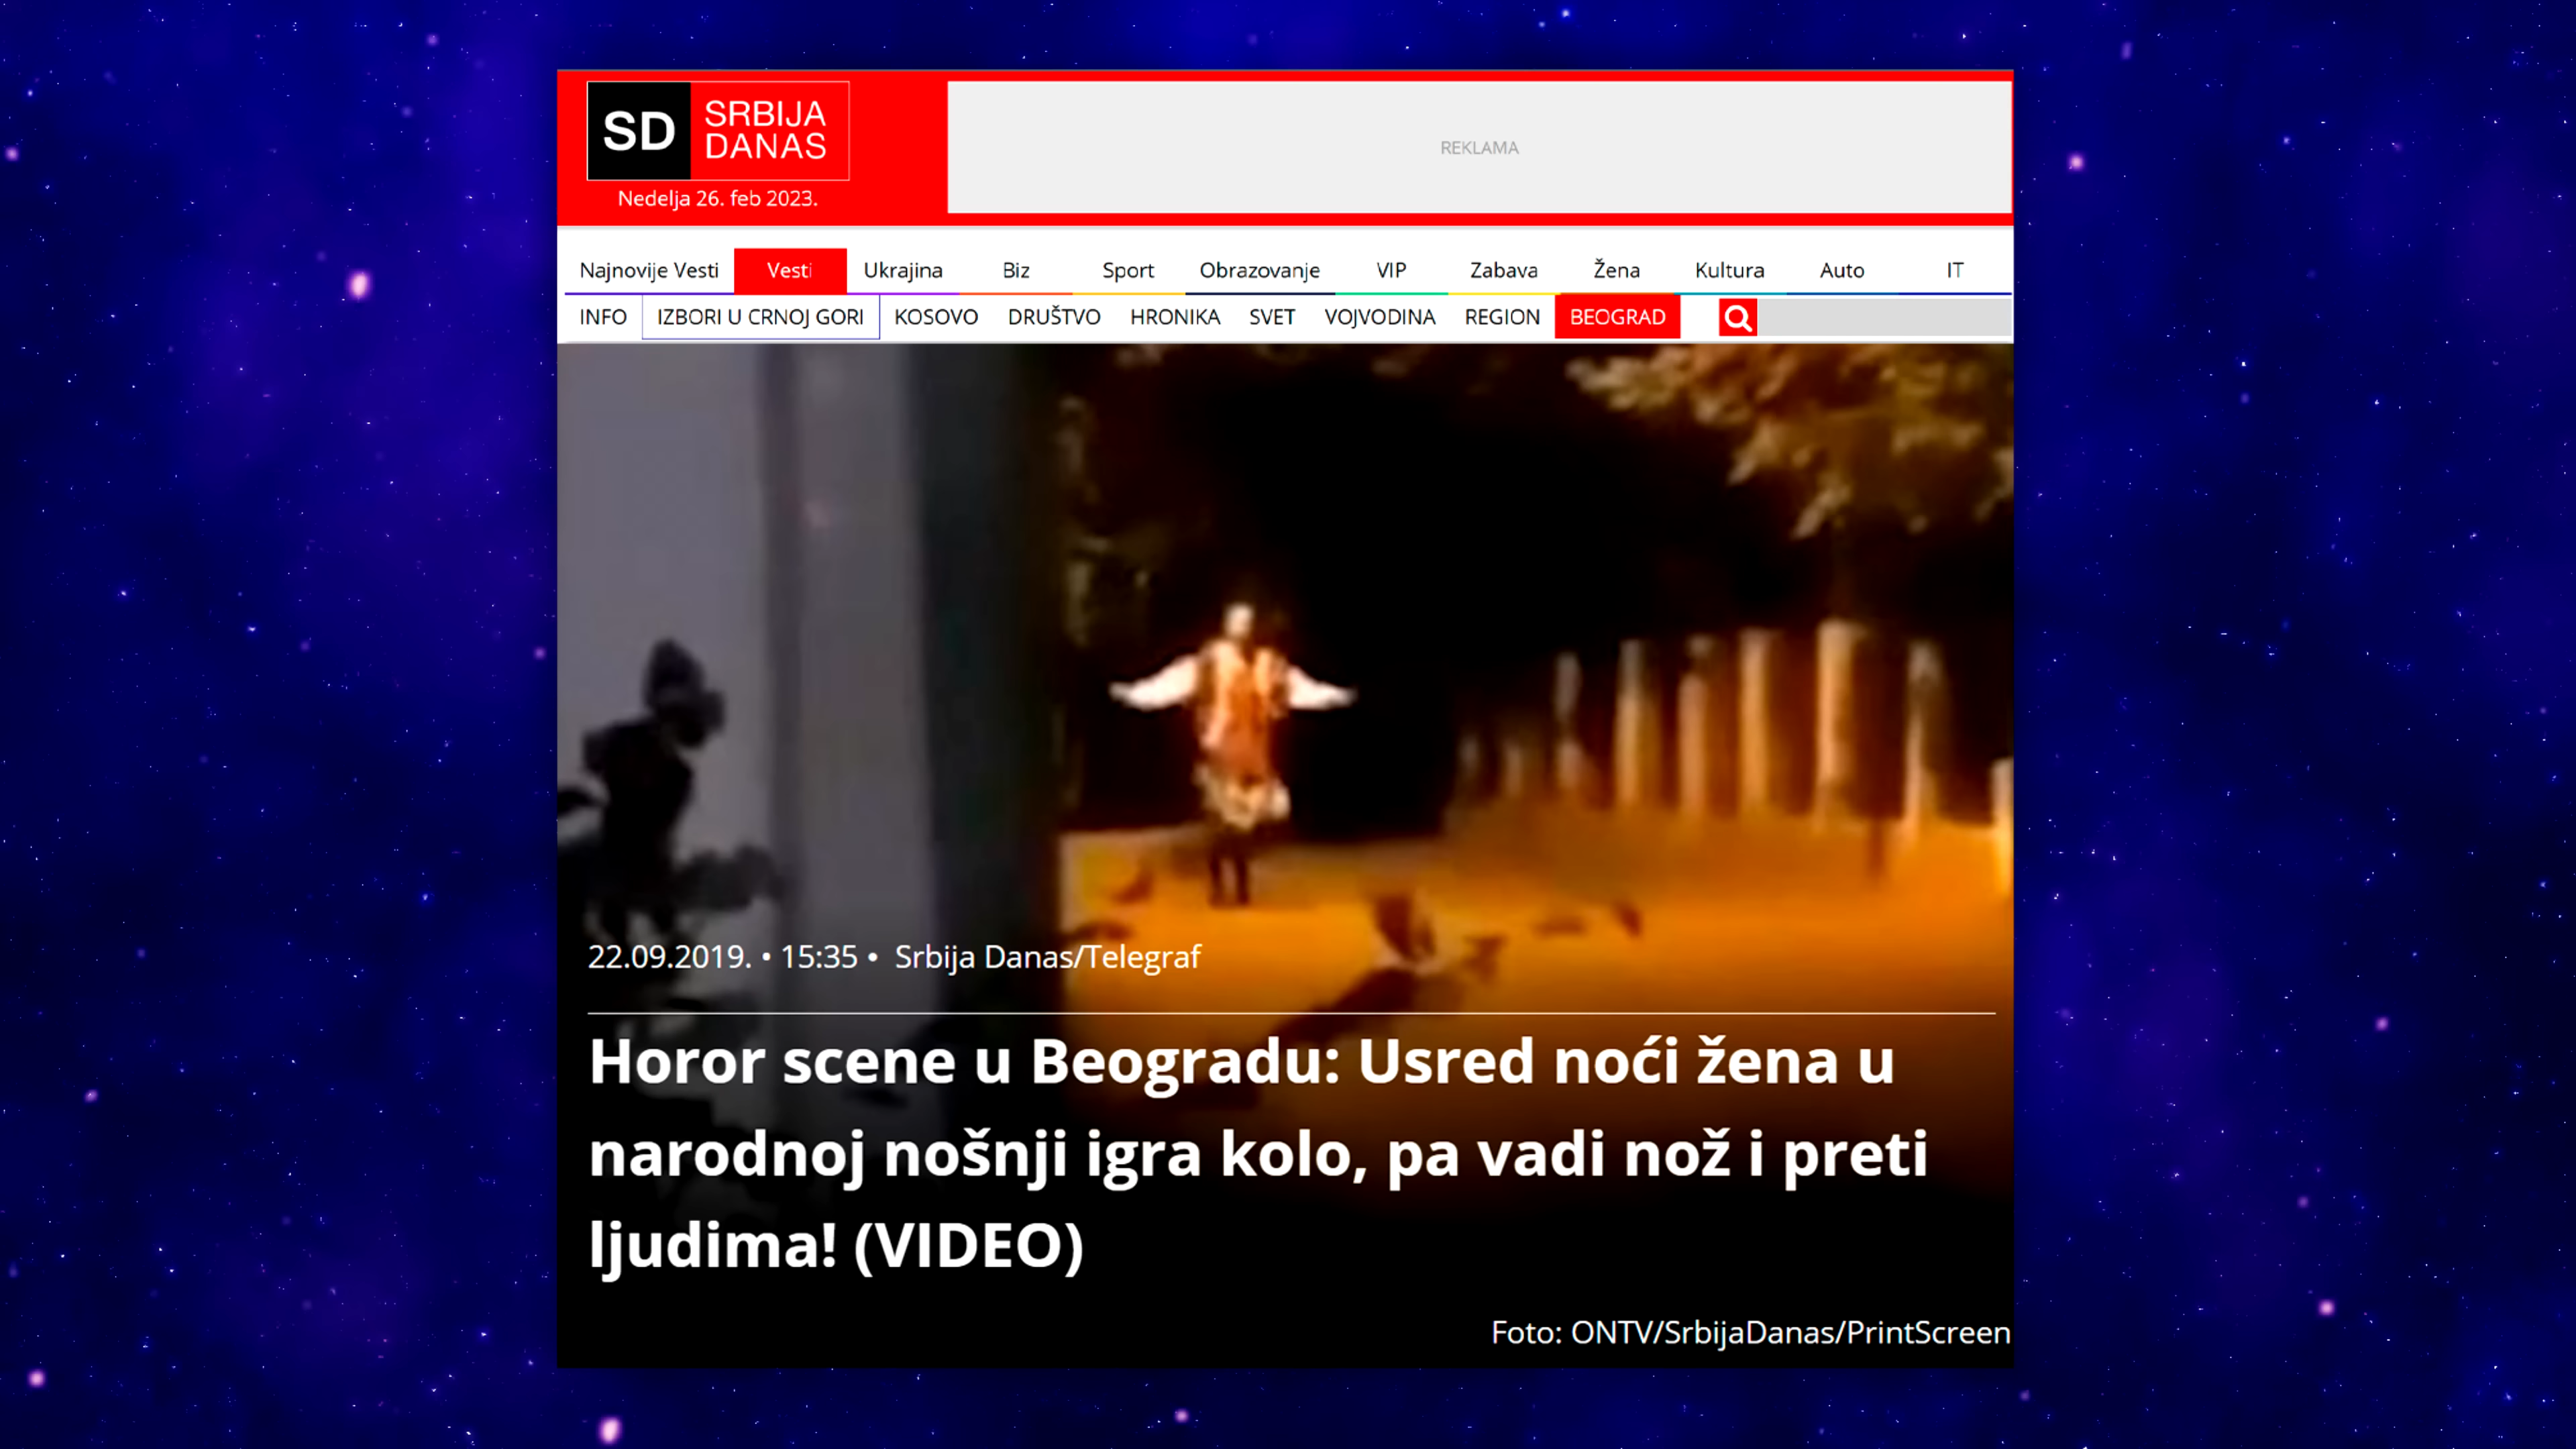 SD
SRBIJA
DANAS
Nedelja 26. feb 2023.
REKLAMA
Najnovije Vesti Vesti Ukrajina Biz Sport Obrazovanje VIP Zabava Žena Kultura Auto IT
INFO IZBORI U CRNOJ GORI KOSOVO DRUŠTVO HRONIKA SVET VOJVODINA REGION BEOGRAD
22.09.2019. • 15:35 • Srbija Danas/Telegraf
Horor scene u Beogradu: Usred noći žena u
narodnoj nošnji igra kolo, pa vadi nož i preti
ljudima! (VIDEO)
Foto: ONTV/SrbijaDanas/PrintScreen